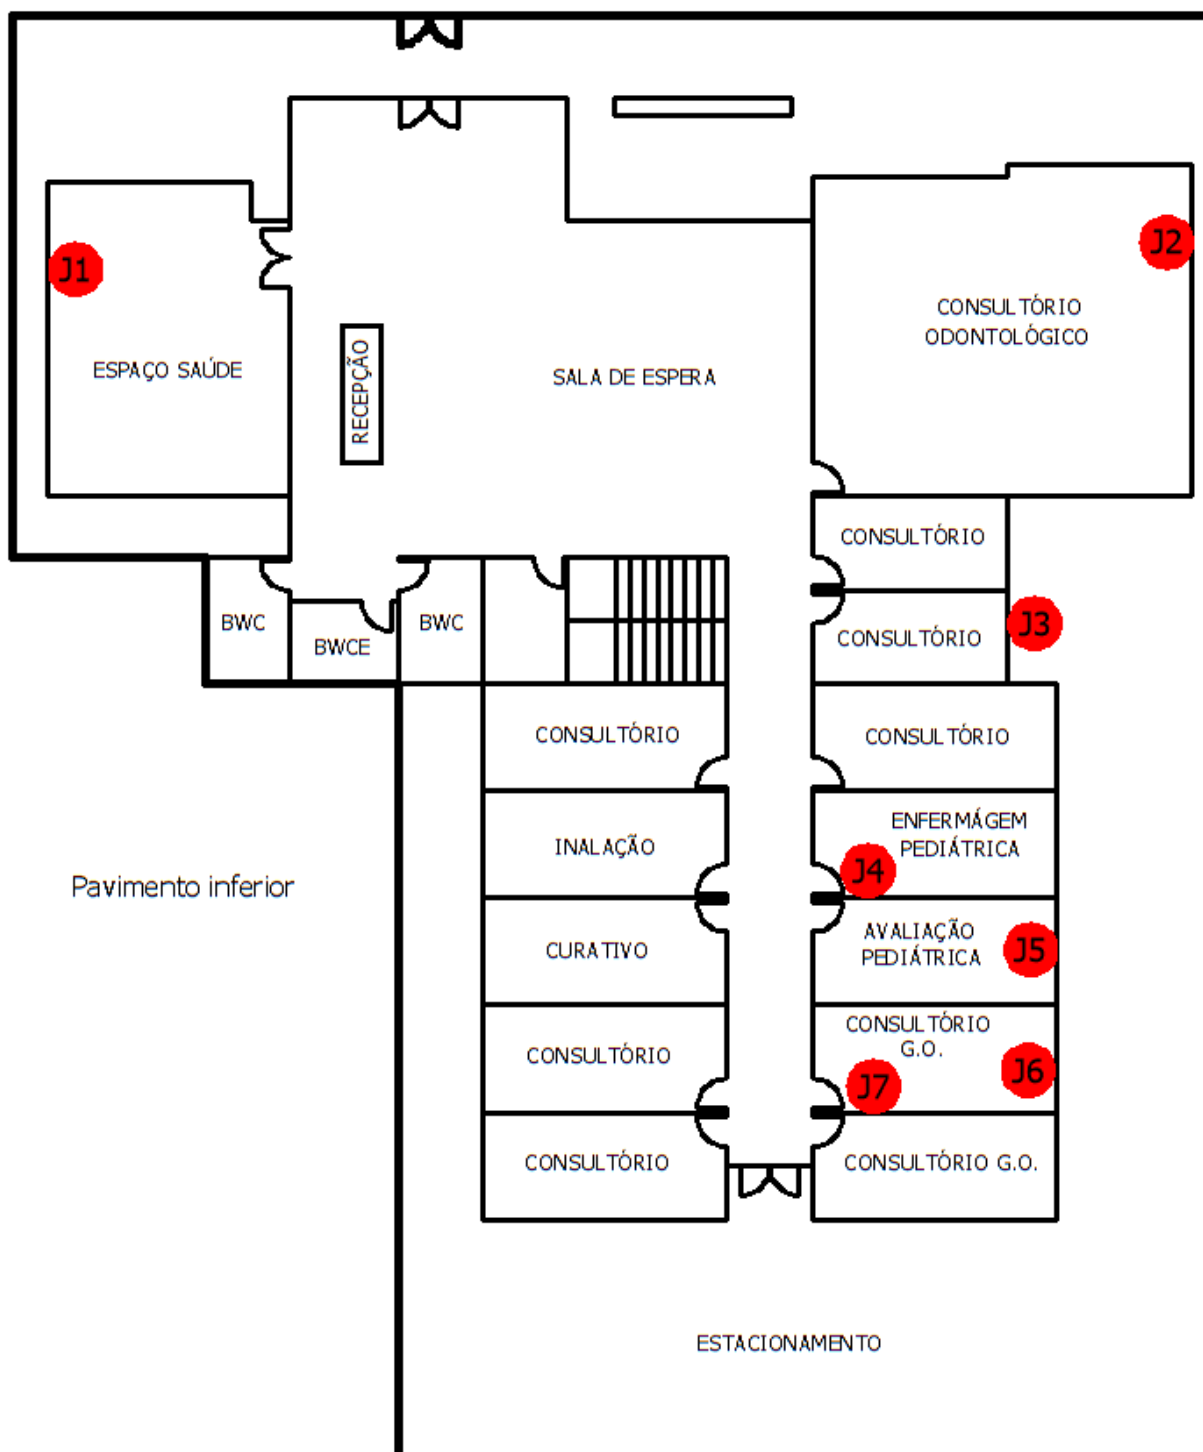 J1
J2
CONSULTÓRIO
ODONTOLÓGICO
ESPAÇO SAÚDE
RECEPÇÃO
SALA DE ESPERA
CONSULTÓRIO
BWC
BWCE
BWC
CONSULTÓRIO
J3
CONSULTÓRIO
CONSULTÓRIO
INALAÇÃO
ENFERMÁGEM
PEDIÁTRICA
J4
Pavimento inferior
CURATIVO
AVALIAÇÃO
PEDIÁTRICA
J5
CONSULTÓRIO
CONSULTÓRIO
G.O.
J6
J7
CONSULTÓRIO
CONSULTÓRIO G.O.
ESTACIONAMENTO